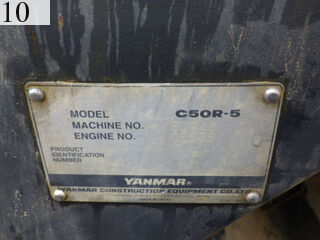 10
MODEL C50R-5
MACHINE NO.
ENGINE NO.
PRODUCT
IDENTIFICATION
NUMBER
YANMAR®
YANMAR CONSTRUCTION EQUIPMENT CO.,LTD.